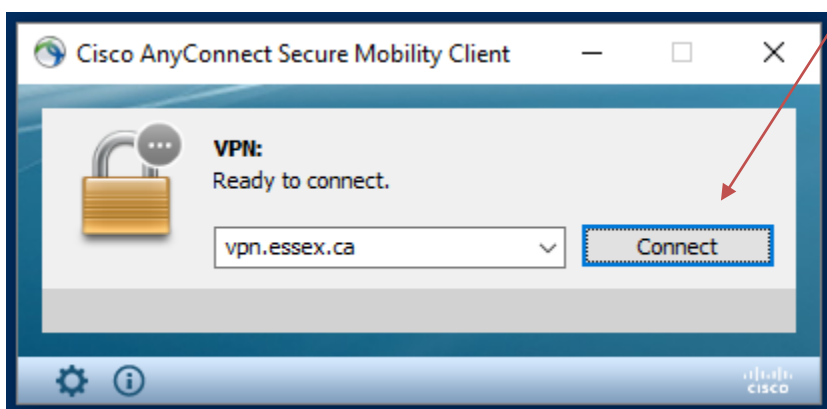 Cisco AnyConnect Secure Mobility Client
VPN:
Ready to connect.
vpn.essex.ca
Connect
CISCO